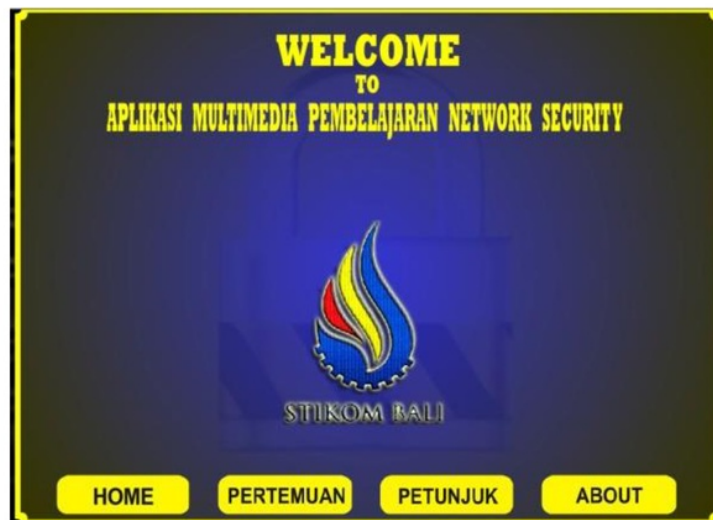 WELCOME
TO
APLIKASI MULTIMEDIA PEMBELAJARAN NETWORK SECURITY
STIKOM BALI
HOME PERTEMUAN PETUNJUK ABOUT